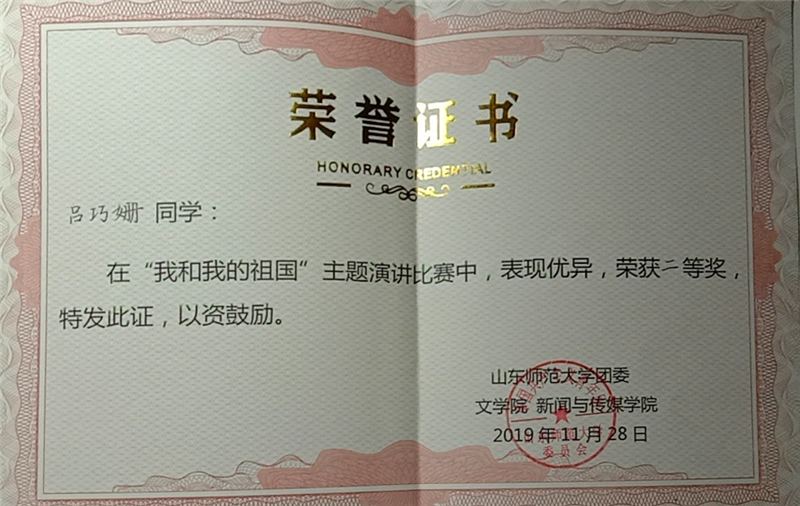 荣誉证书
HONORARY CREDENTIAL
吕巧姗 同学：
在“我和我的祖国”主题演讲比赛中，表现优异，荣获二等奖，
特发此证，以资鼓励。
山东师范大学团委
文学院 新闻与传媒学院
2019年11月28日
委员会